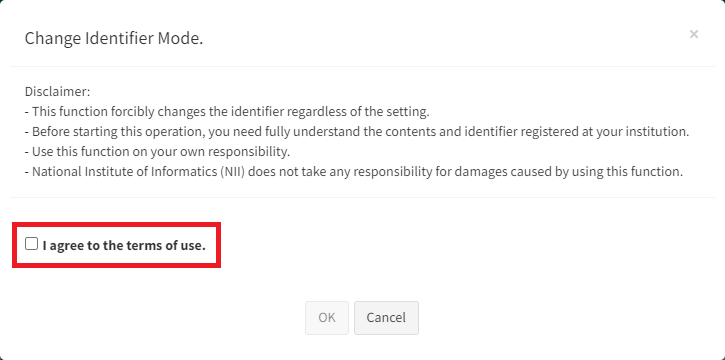 Change Identifier Mode.
×
Disclaimer:
- This function forcibly changes the identifier regardless of the setting.
- Before starting this operation, you need fully understand the contents and identifier registered at your institution.
- Use this function on your own responsibility.
- National Institute of Informatics (NII) does not take any responsibility for damages caused by using this function.
I agree to the terms of use.
OK
Cancel